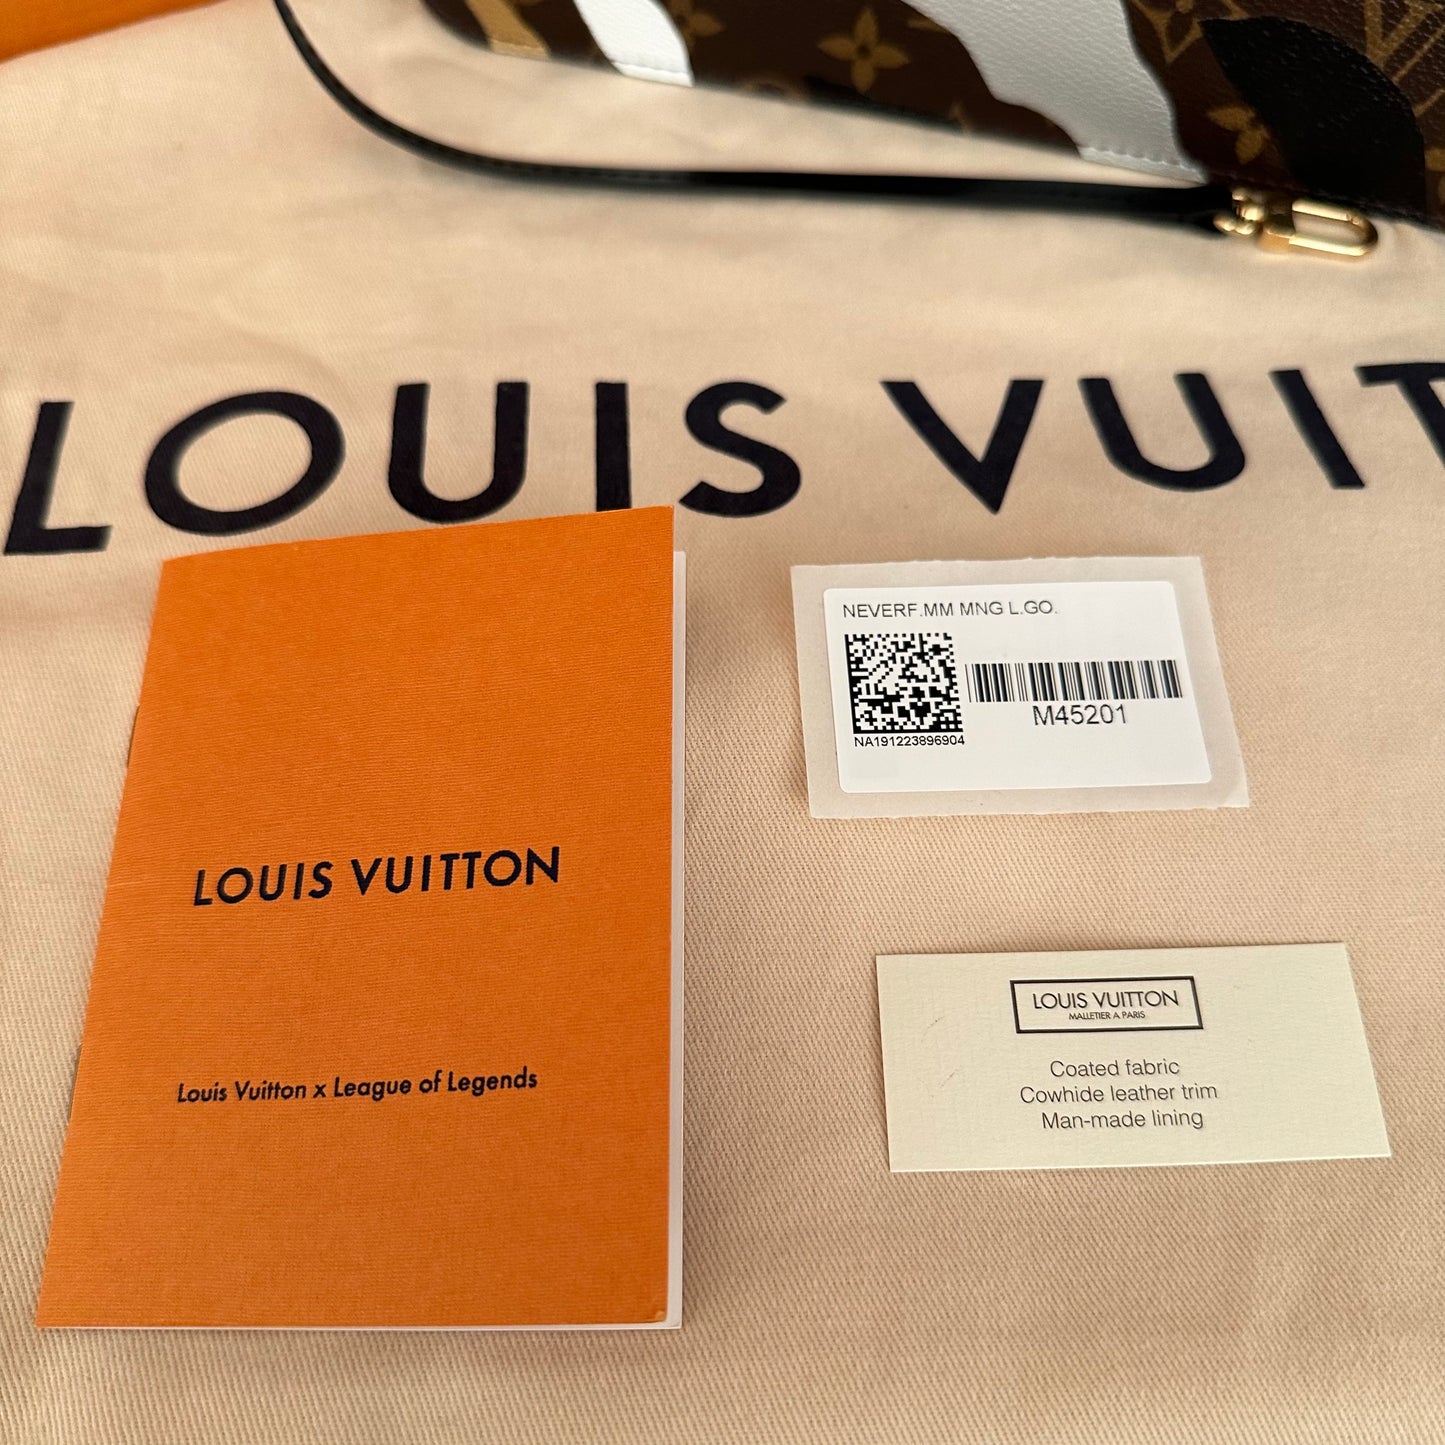 LOUIS VUIT
LOUIS VUITTON
Louis Vuitton x League of Legends
NEVERF.MM MNG L.GO.
M45201
NA191223896904
LOUIS VUITTON
MALLETIER A PARIS
Coated fabric
Cowhide leather trim
Man-made lining